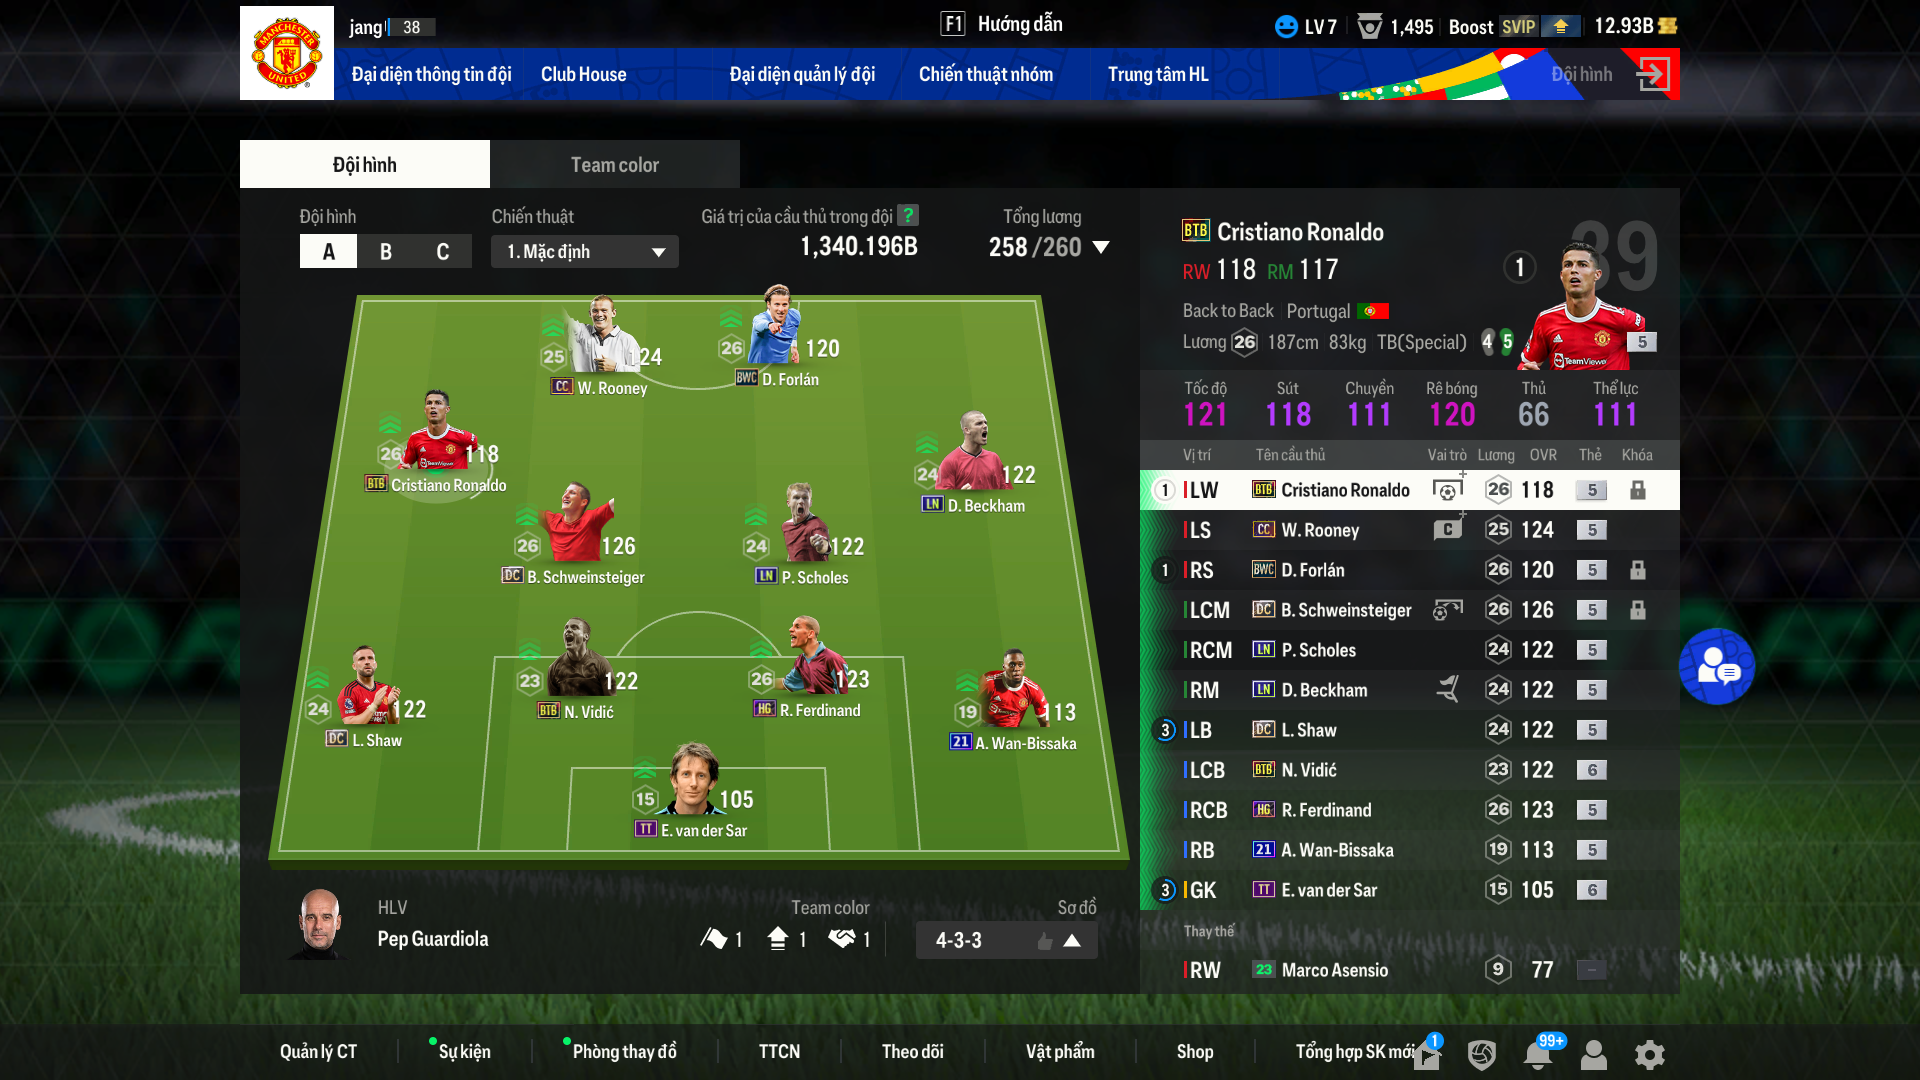 jang 38
F1 Hướng dẫn
LV 7 1,495 Boost SVIP 12.93B
MANCHESTER UNITED
Đại diện thông tin đội Club House Đại diện quản lý đội Chiến thuật nhóm Trung tâm HL Đội hình
Đội hình Team color
Đội hình Chiến thuật Giá trị của cầu thủ trong đội ? Tổng lương
A B C 1. Mặc định 1,340.196B 258 /260
25 124
CC W. Rooney
26 120
BWC D. Forlán
26 118
BTB Cristiano Ronaldo
24 122
LN D. Beckham
26 126
DC B. Schweinsteiger
24 122
LN P. Scholes
24 122
DC L. Shaw
23 122
BTB N. Vidić
26 123
HG R. Ferdinand
19 113
21 A. Wan-Bissaka
15 105
TT E. van der Sar
HLV
Pep Guardiola
Team color
1 1 1
Sơ đồ
4-3-3
BTB Cristiano Ronaldo 39
RW 118 RM 117 1
Back to Back Portugal
Lương 26 187cm 83kg TB(Special) 4 5 5
TeamViewer
Tốc độ Sút Chuyền Rê bóng Thủ Thể lực
121 118 111 120 66 111
Vị trí Tên cầu thủ Vai trò Lương OVR Thẻ Khóa
1 LW BTB Cristiano Ronaldo 26 118 5
LS CC W. Rooney C 25 124 5
1 RS BWC D. Forlán 26 120 5
LCM DC B. Schweinsteiger 26 126 5
RCM LN P. Scholes 24 122 5
RM LN D. Beckham 24 122 5
3 LB DC L. Shaw 24 122 5
LCB BTB N. Vidić 23 122 6
RCB HG R. Ferdinand 26 123 5
RB 21 A. Wan-Bissaka 19 113 5
3 GK TT E. van der Sar 15 105 6
Thay thế
RW 23 Marco Asensio 9 77 –
Quản lý CT Sự kiện Phòng thay đồ TTCN Theo dõi Vật phẩm Shop Tổng hợp SK mới 1 99+